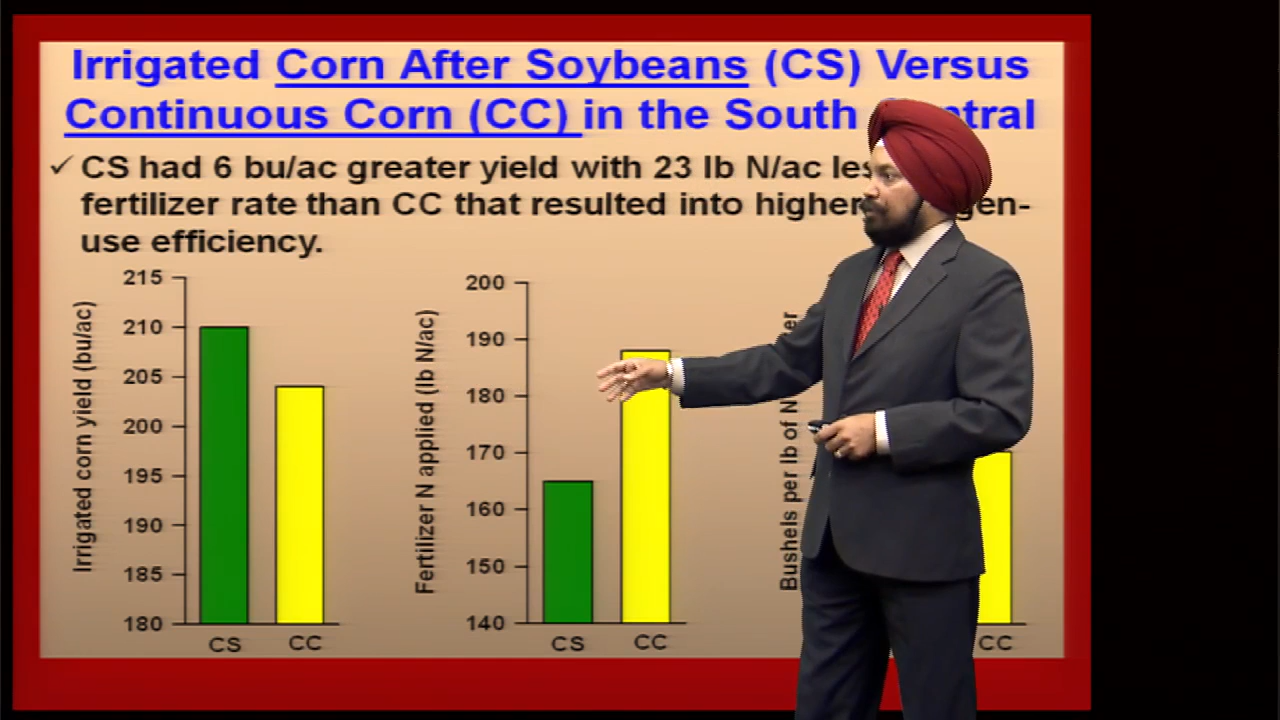 Irrigated Corn After Soybeans (CS) Versus
Continuous Corn (CC) in the South
✓ CS had 6 bu/ac greater yield with 23 lb N/ac
fertilizer rate than CC that resulted into higher
use efficiency.
Irrigated corn yield (bu/ac)
215
210
205
200
195
190
185
180
CS CC
Fertilizer N applied (lb N/ac)
200
190
180
170
160
150
140
CS CC
Bushels per lb of N
CC